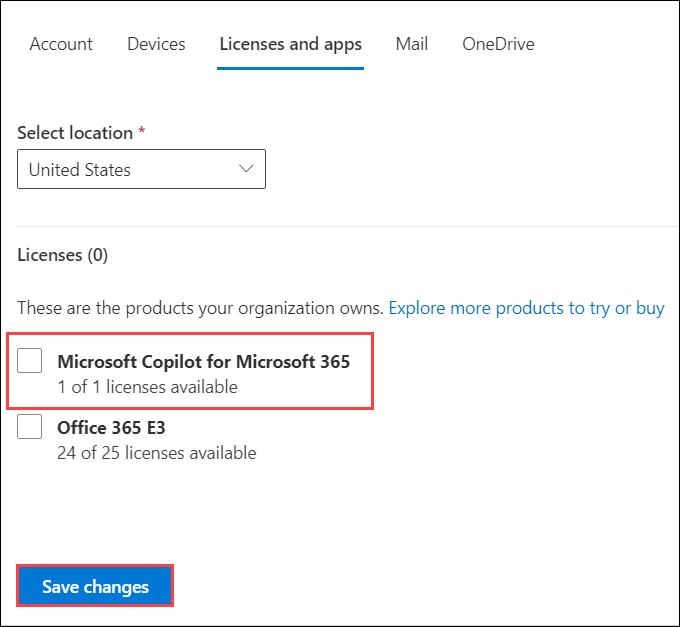 Account Devices Licenses and apps Mail OneDrive
Select location *
United States
Licenses (0)
These are the products your organization owns. Explore more products to try or buy
Microsoft Copilot for Microsoft 365
1 of 1 licenses available
Office 365 E3
24 of 25 licenses available
Save changes